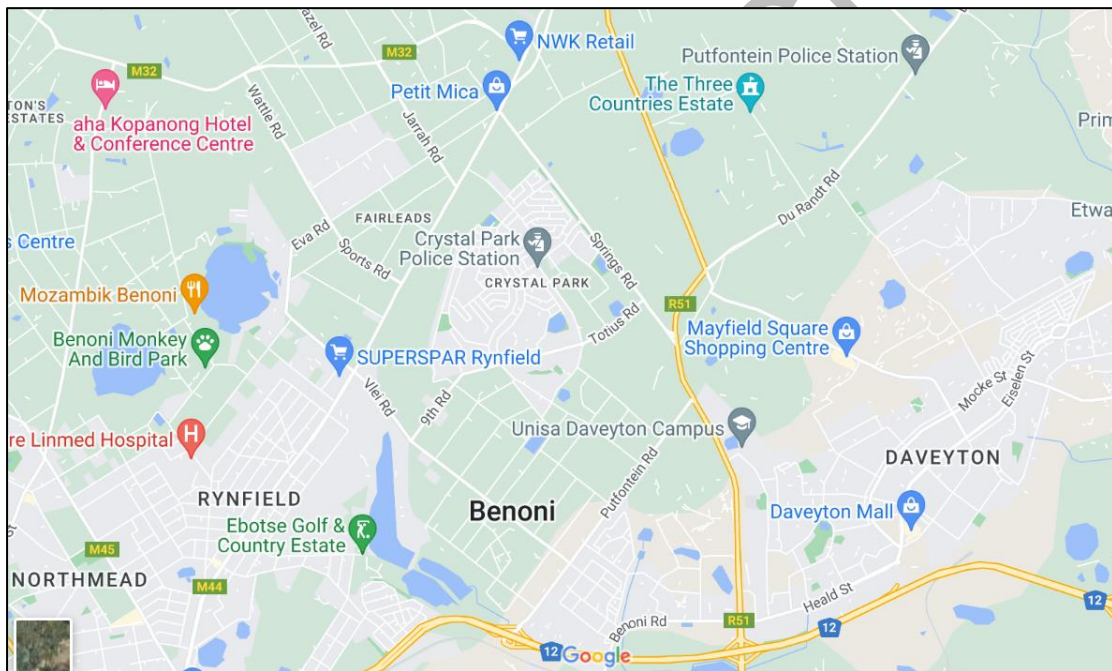 M32
NWK Retail
Putfontein Police Station
M32
TON'S
ESTATES
aha Kopanong Hotel
& Conference Centre
Wattle Rd
Petit Mica
Jarrah Rd
The Three
Countries Estate
Prim
Du Randt Rd
Etwa
FAIRLEADS
Eva Rd
Sports Rd
s Centre
Crystal Park
Police Station
CRYSTAL PARK
Springs Rd
Mozambik Benoni
R51
Totius Rd
Benoni Monkey
And Bird Park
SUPERSPAR Rynfield
Mayfield Square
Shopping Centre
Mocke St
Eiselen St
Vlei Rd
9th Rd
re Linmed Hospital
Unisa Daveyton Campus
DAVEYTON
Putfontein Rd
RYNFIELD
Benoni
Daveyton Mall
Ebotse Golf &
Country Estate
M45
NORTHMEAD
M44
Heald St
12
Benoni Rd
R51
12
12
Google